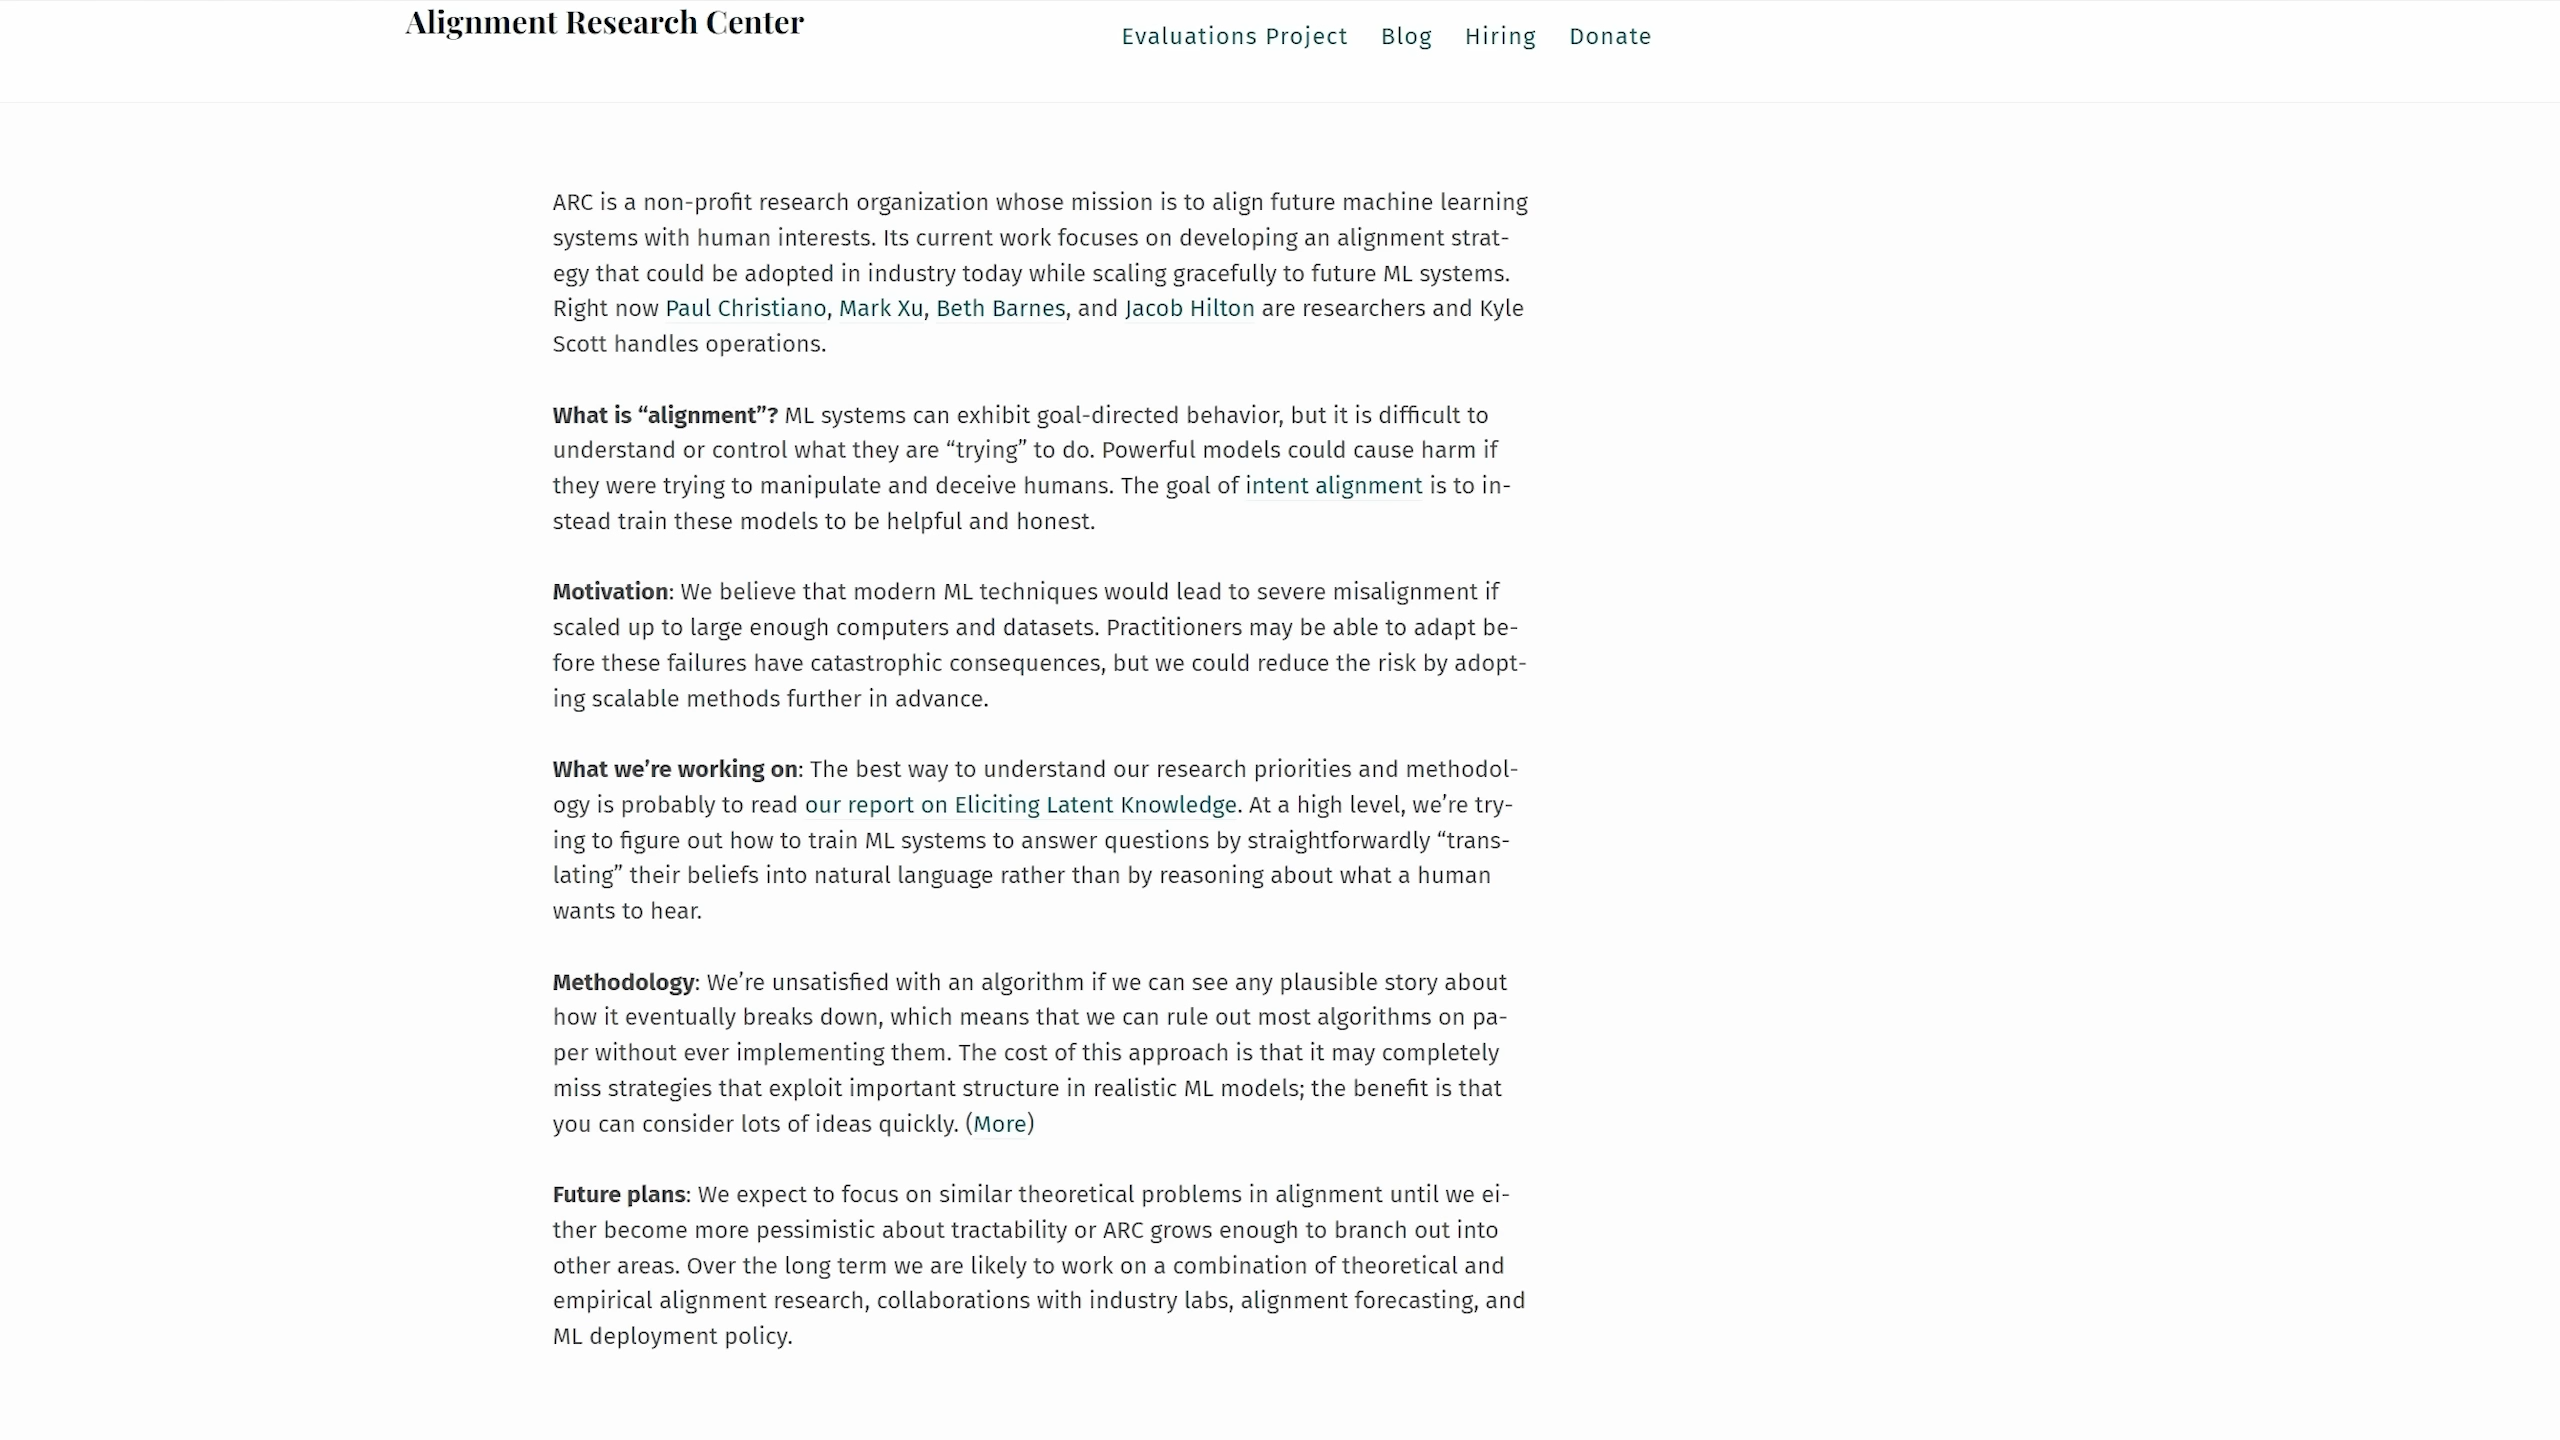 Alignment Research Center
Evaluations Project Blog Hiring Donate
ARC is a non-profit research organization whose mission is to align future machine learning
systems with human interests. Its current work focuses on developing an alignment strat-
egy that could be adopted in industry today while scaling gracefully to future ML systems.
Right now Paul Christiano, Mark Xu, Beth Barnes, and Jacob Hilton are researchers and Kyle
Scott handles operations.
What is “alignment”? ML systems can exhibit goal-directed behavior, but it is difficult to
understand or control what they are “trying” to do. Powerful models could cause harm if
they were trying to manipulate and deceive humans. The goal of intent alignment is to in-
stead train these models to be helpful and honest.
Motivation: We believe that modern ML techniques would lead to severe misalignment if
scaled up to large enough computers and datasets. Practitioners may be able to adapt be-
fore these failures have catastrophic consequences, but we could reduce the risk by adopt-
ing scalable methods further in advance.
What we’re working on: The best way to understand our research priorities and methodol-
ogy is probably to read our report on Eliciting Latent Knowledge. At a high level, we’re try-
ing to figure out how to train ML systems to answer questions by straightforwardly “trans-
lating” their beliefs into natural language rather than by reasoning about what a human
wants to hear.
Methodology: We’re unsatisfied with an algorithm if we can see any plausible story about
how it eventually breaks down, which means that we can rule out most algorithms on pa-
per without ever implementing them. The cost of this approach is that it may completely
miss strategies that exploit important structure in realistic ML models; the benefit is that
you can consider lots of ideas quickly. (More)
Future plans: We expect to focus on similar theoretical problems in alignment until we ei-
ther become more pessimistic about tractability or ARC grows enough to branch out into
other areas. Over the long term we are likely to work on a combination of theoretical and
empirical alignment research, collaborations with industry labs, alignment forecasting, and
ML deployment policy.